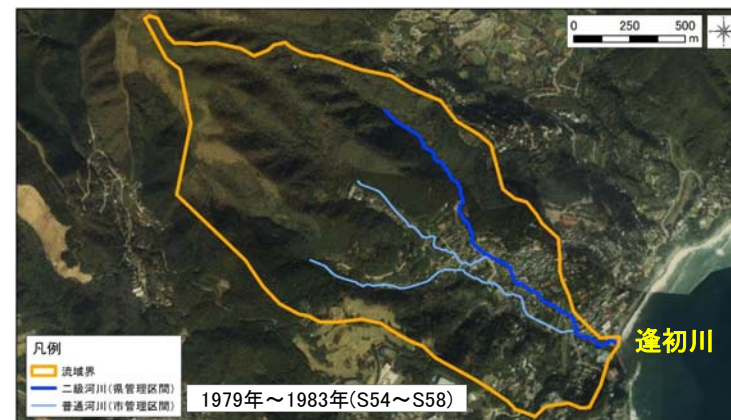 0 250 500
m
逢初川
凡例
流域界
二級河川(県管理区間)
普通河川(市管理区間)
1979年～1983年(S54～S58)